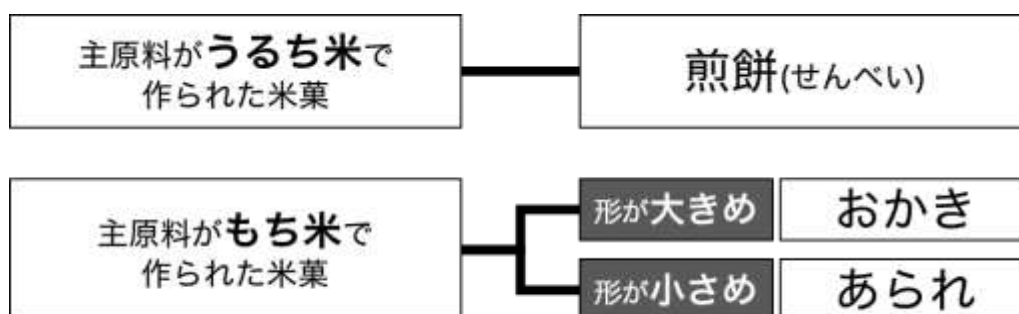 主原料がうるち米で
作られた米菓
煎餅(せんべい)
主原料がもち米で
作られた米菓
形が大きめ
おかき
形が小さめ
あられ